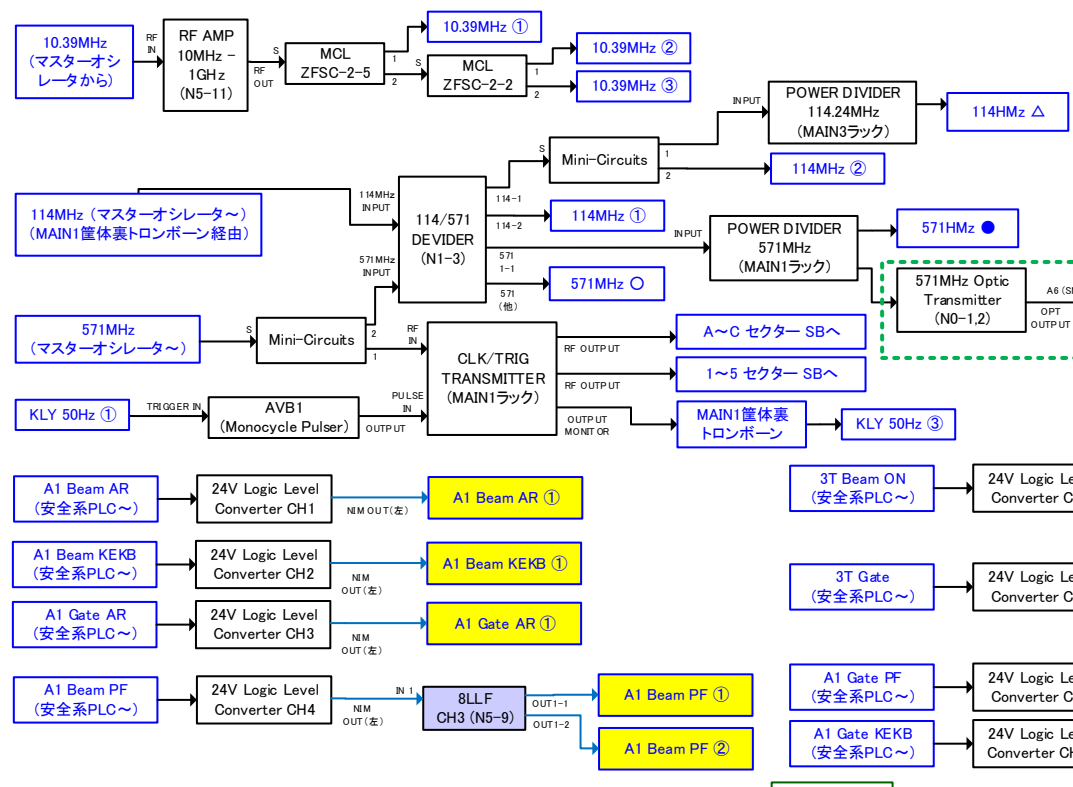 10.39MHz
(マスターオシ
レータから)
RF
IN
RF AMP
10MHz –
1GHz
(N5-11)
S
RF
OUT
MCL
ZFSC-2-5
1
2
10.39MHz ①
S
MCL
ZFSC-2-2
1
2
10.39MHz ②
10.39MHz ③
114MHz (マスターオシレータ～)
(MAIN1筐体裏トロンボーン経由)
114MHz
INPUT
571MHz
INPUT
114/571
DEVIDER
(N1-3)
114-1
114-2
571
1-1
571
(他)
S
Mini-Circuits
1
2
INPUT
POWER DIVIDER
114.24MHz
(MAIN3ラック)
114HMz △
114MHz ②
114MHz ①
571MHz ○
INPUT
POWER DIVIDER
571MHz
(MAIN1ラック)
571HMz ●
571MHz Optic
Transmitter
(N0-1,2)
OPT
OUTPUT
571MHz
(マスターオシレータ～)
S
Mini-Circuits
2
1
RF
IN
CLK/TRIG
TRANSMITTER
(MAIN1ラック)
RF OUTPUT
A～C セクター SBへ
RF OUTPUT
1～5 セクター SBへ
OUTPUT
MONITOR
MAIN1筐体裏
トロンボーン
KLY 50Hz ③
KLY 50Hz ①
TRIGGER IN
AVB1
(Monocycle Pulser)
OUTPUT
PULSE
IN
A1 Beam AR
(安全系PLC～)
24V Logic Level
Converter CH1
NIM OUT(左)
A1 Beam AR ①
A1 Beam KEKB
(安全系PLC～)
24V Logic Level
Converter CH2
NIM
OUT(左)
A1 Beam KEKB ①
A1 Gate AR
(安全系PLC～)
24V Logic Level
Converter CH3
NIM
OUT(左)
A1 Gate AR ①
A1 Beam PF
(安全系PLC～)
24V Logic Level
Converter CH4
NIM
OUT(左)
IN 1
8LLF
CH3 (N5-9)
OUT1-1
OUT1-2
A1 Beam PF ①
A1 Beam PF ②
3T Beam ON
(安全系PLC～)
24V Logic Le
Converter C
3T Gate
(安全系PLC～)
24V Logic Le
Converter C
A1 Gate PF
(安全系PLC～)
24V Logic Le
Converter C
A1 Gate KEKB
(安全系PLC～)
24V Logic Le
Converter CH